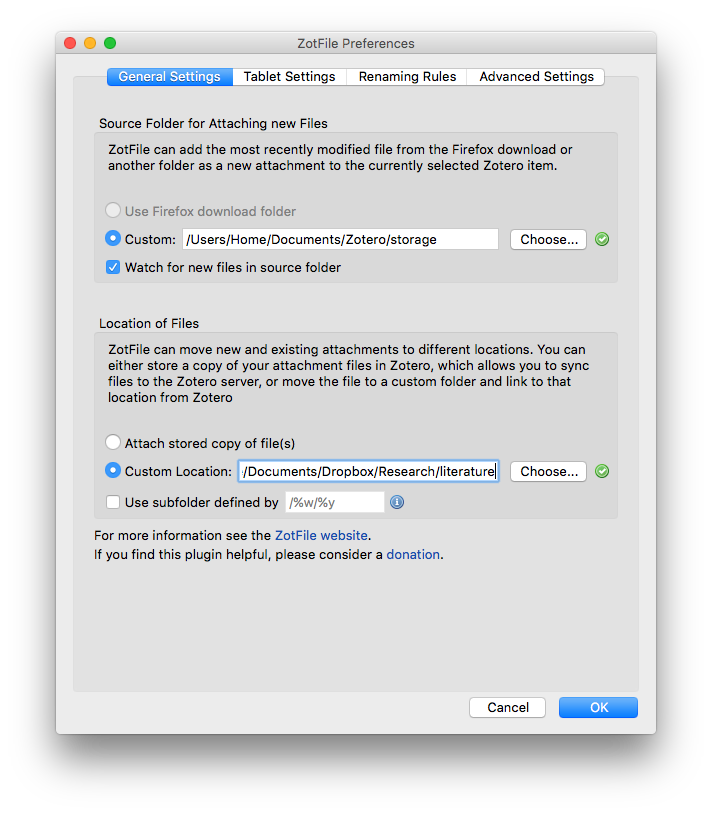 ZotFile Preferences
General Settings Tablet Settings Renaming Rules Advanced Settings
Source Folder for Attaching new Files
ZotFile can add the most recently modified file from the Firefox download or
another folder as a new attachment to the currently selected Zotero item.
Use Firefox download folder
Custom: /Users/Home/Documents/Zotero/storage Choose...
Watch for new files in source folder
Location of Files
ZotFile can move new and existing attachments to different locations. You can
either store a copy of your attachment files in Zotero, which allows you to sync
files to the Zotero server, or move the file to a custom folder and link to that
location from Zotero
Attach stored copy of file(s)
Custom Location: /Documents/Dropbox/Research/literature Choose...
Use subfolder defined by /%w/%y
For more information see the ZotFile website.
If you find this plugin helpful, please consider a donation.
Cancel OK